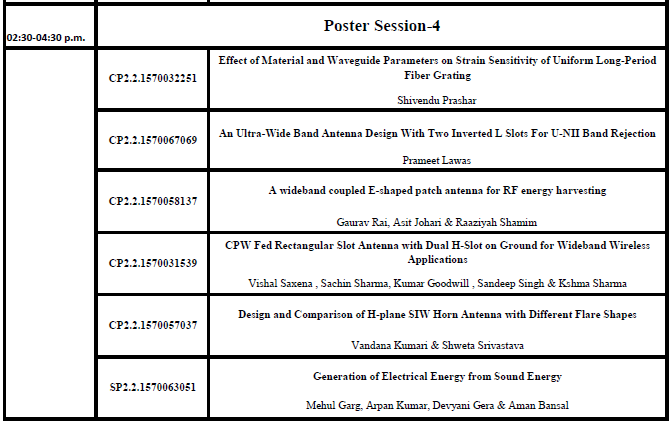 02:30-04:30 p.m.
Poster Session-4
CP2.2.1570032251
Effect of Material and Waveguide Parameters on Strain Sensitivity of Uniform Long-Period
Fiber Grating
Shivendu Prashar
CP2.2.1570067069
An Ultra-Wide Band Antenna Design With Two Inverted L Slots For U-NII Band Rejection
Prameet Lawas
CP2.2.1570058137
A wideband coupled E-shaped patch antenna for RF energy harvesting
Gaurav Rai, Asit Johari & Raaziyah Shamim
CP2.2.1570031539
CPW Fed Rectangular Slot Antenna with Dual H-Slot on Ground for Wideband Wireless
Applications
Vishal Saxena , Sachin Sharma, Kumar Goodwill , Sandeep Singh & Kshma Sharma
CP2.2.1570057037
Design and Comparison of H-plane SIW Horn Antenna with Different Flare Shapes
Vandana Kumari & Shweta Srivastava
SP2.2.1570063051
Generation of Electrical Energy from Sound Energy
Mehul Garg, Arpan Kumar, Devyani Gera & Aman Bansal